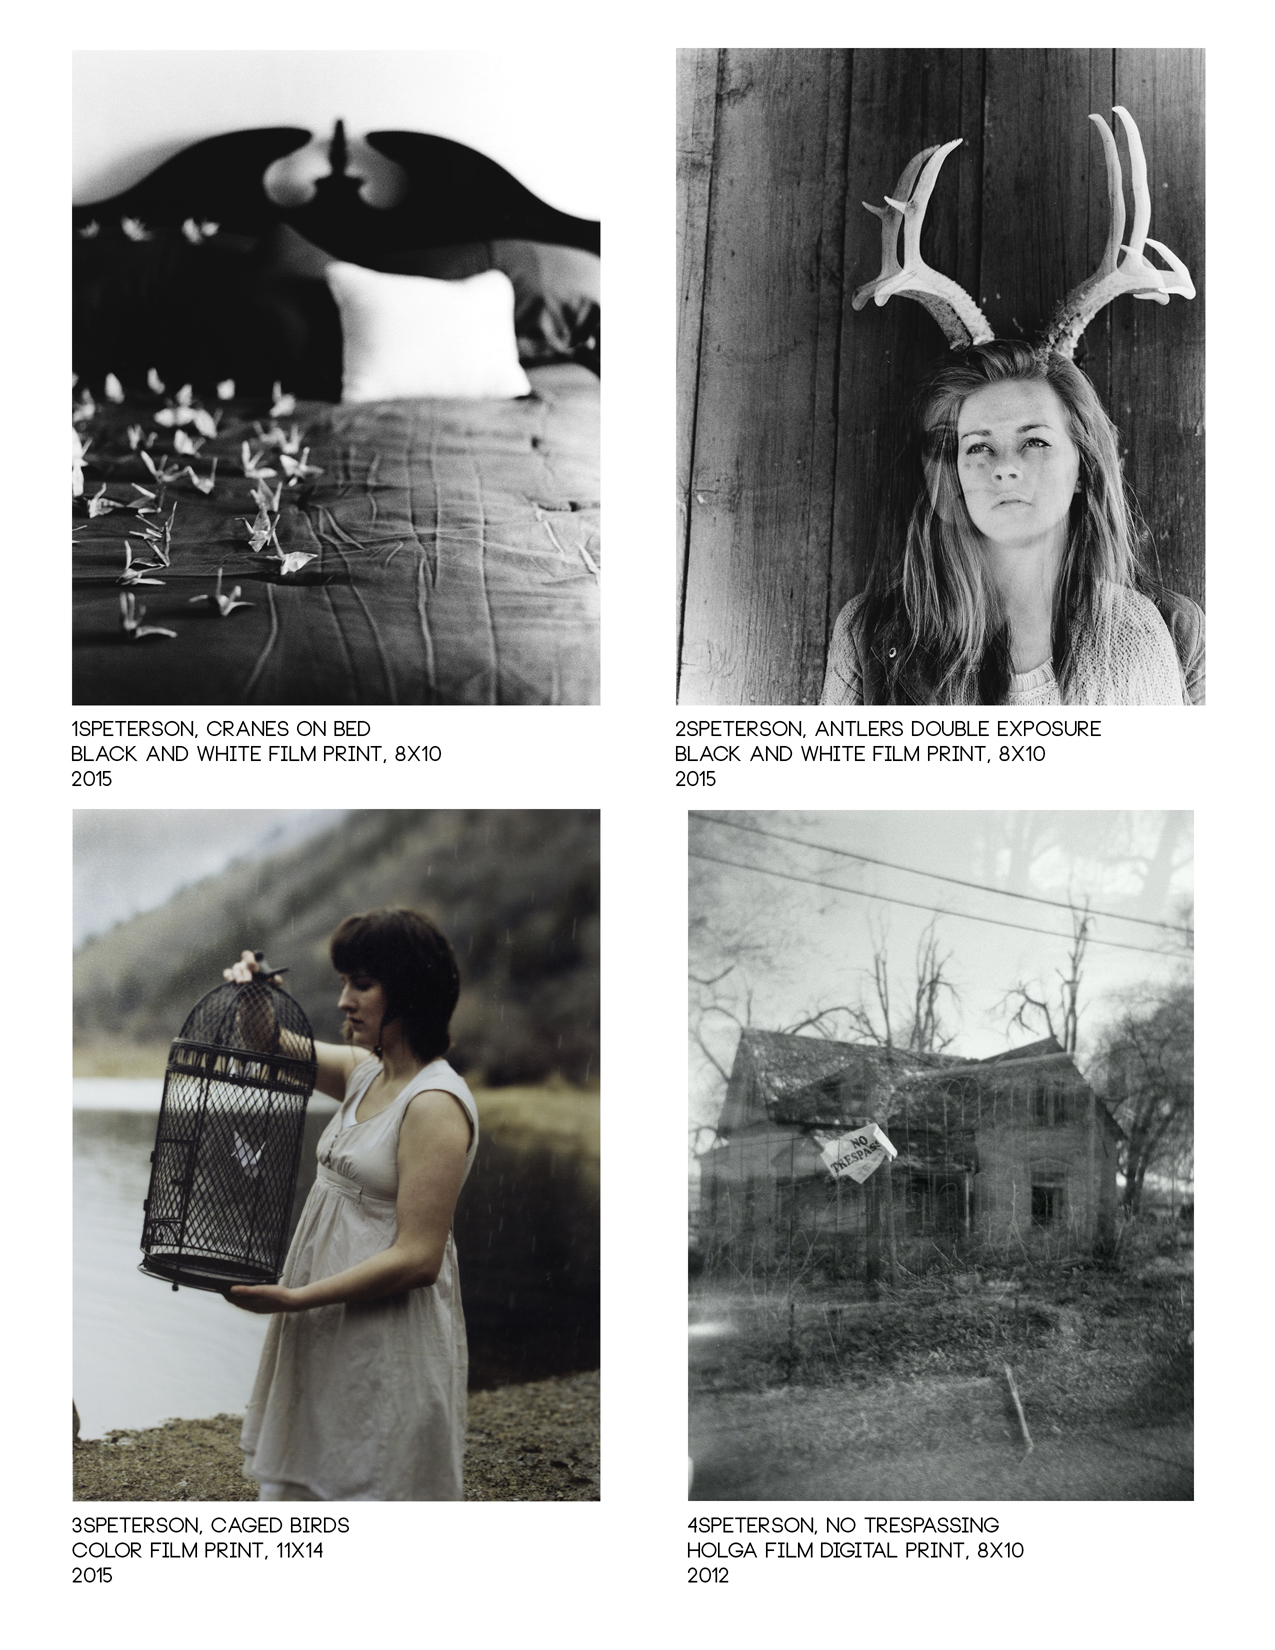 1SPETERSON, CRANES ON BED
BLACK AND WHITE FILM PRINT, 8X10
2015
2SPETERSON, ANTLERS DOUBLE EXPOSURE
BLACK AND WHITE FILM PRINT, 8X10
2015
NO
TRESPASS
3SPETERSON, CAGED BIRDS
COLOR FILM PRINT, 11X14
2015
4SPETERSON, NO TRESPASSING
HOLGA FILM DIGITAL PRINT, 8X10
2012